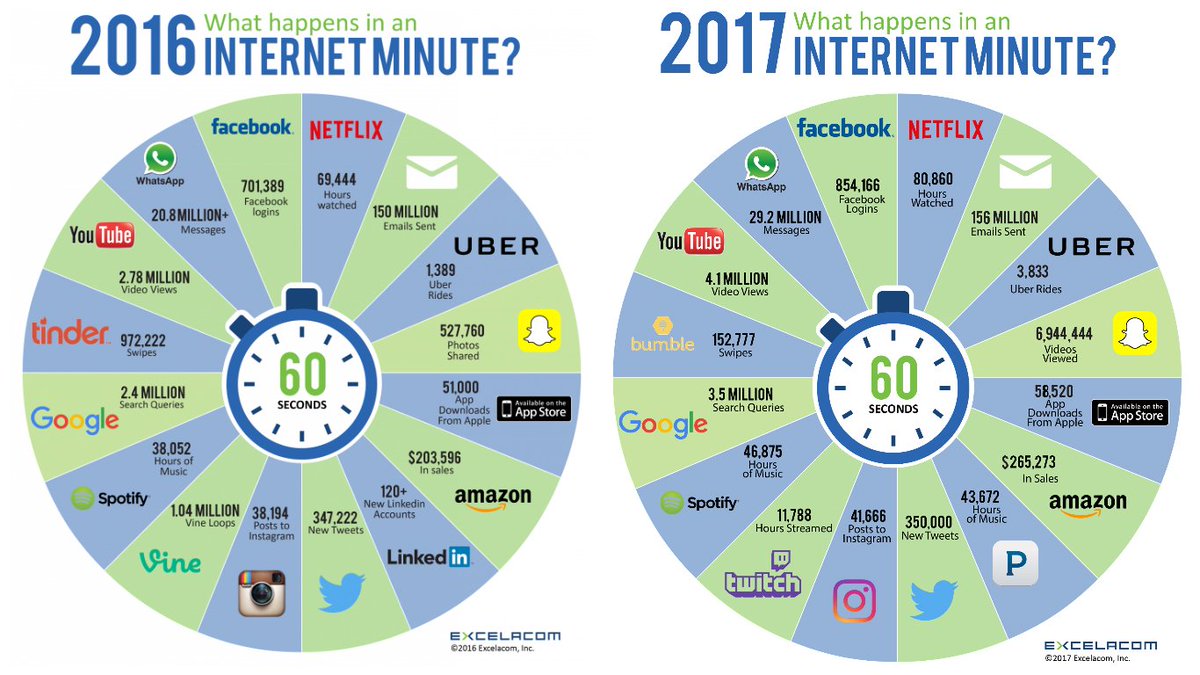 What happens in an
2016 INTERNET MINUTE?
facebook.
701,389
Facebook
logins
NETFLIX
69,444
Hours
watched
150 MILLION
Emails Sent
UBER
1,389
Uber
Rides
527,760
Photos
Shared
51,000
App
Downloads
From Apple
Available on the
App Store
$203,596
In sales
amazon
120+
New Linkedin
Accounts
LinkedIn
347,222
New Tweets
38,194
Posts to
Instagram
1.04 MILLION
Vine Loops
Vine
38,052
Hours of
Music
Spotify
2.4 MILLION
Search Queries
Google
tinder
972,222
Swipes
YouTube
2.78 MILLION
Video Views
WhatsApp
20.8 MILLION+
Messages
60
SECONDS
EXCELACOM
©2016 Excelacom, Inc.
What happens in an
2017 INTERNET MINUTE?
facebook.
854,166
Facebook
Logins
NETFLIX
80,860
Hours
Watched
156 MILLION
Emails Sent
UBER
3,833
Uber Rides
6,944,444
Videos
Viewed
58,520
App
Downloads
From Apple
Available on the
App Store
$265,273
In Sales
amazon
43,672
Hours
of Music
P
350,000
New Tweets
41,666
Posts to
Instagram
11,788
Hours Streamed
twitch
46,875
Hours
of Music
Spotify
3.5 MILLION
Search Queries
Google
bumble
152,777
Swipes
YouTube
4.1 MILLION
Video Views
WhatsApp
29.2 MILLION
Messages
60
SECONDS
EXCELACOM
©2017 Excelacom, Inc.